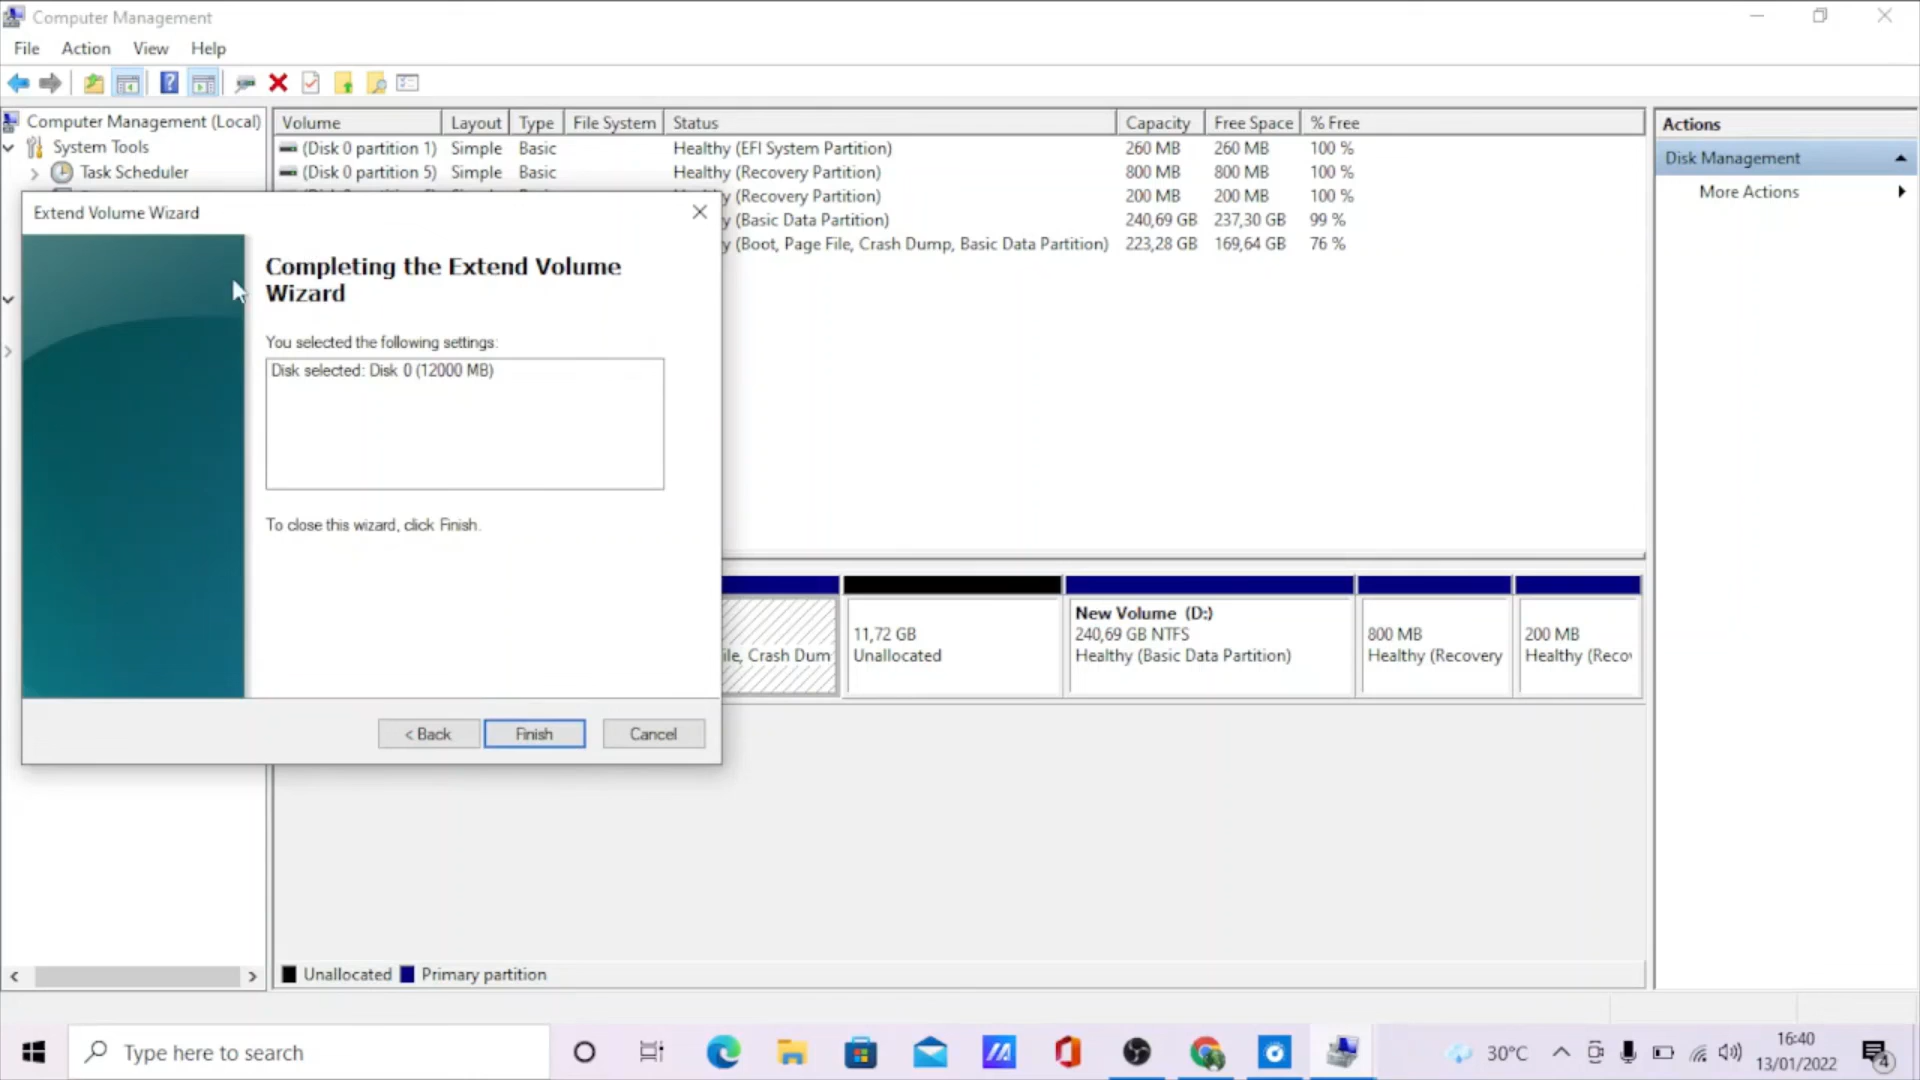 Computer Management
File Action View Help
Computer Management (Local)
System Tools
Task Scheduler
Volume Layout Type File System Status Capacity Free Space % Free
(Disk 0 partition 1) Simple Basic Healthy (EFI System Partition) 260 MB 260 MB 100 %
(Disk 0 partition 5) Simple Basic Healthy (Recovery Partition) 800 MB 800 MB 100 %
y (Recovery Partition) 200 MB 200 MB 100 %
y (Basic Data Partition) 240,69 GB 237,30 GB 99 %
y (Boot, Page File, Crash Dump, Basic Data Partition) 223,28 GB 169,64 GB 76 %
Actions
Disk Management
More Actions
Extend Volume Wizard
Completing the Extend Volume
Wizard
You selected the following settings:
Disk selected: Disk 0 (12000 MB)
To close this wizard, click Finish.
< Back Finish Cancel
ile, Crash Dum
11,72 GB
Unallocated
New Volume (D:)
240,69 GB NTFS
Healthy (Basic Data Partition)
800 MB
Healthy (Recovery
200 MB
Healthy (Recov
Unallocated Primary partition
Type here to search
30°C
16:40
13/01/2022
4